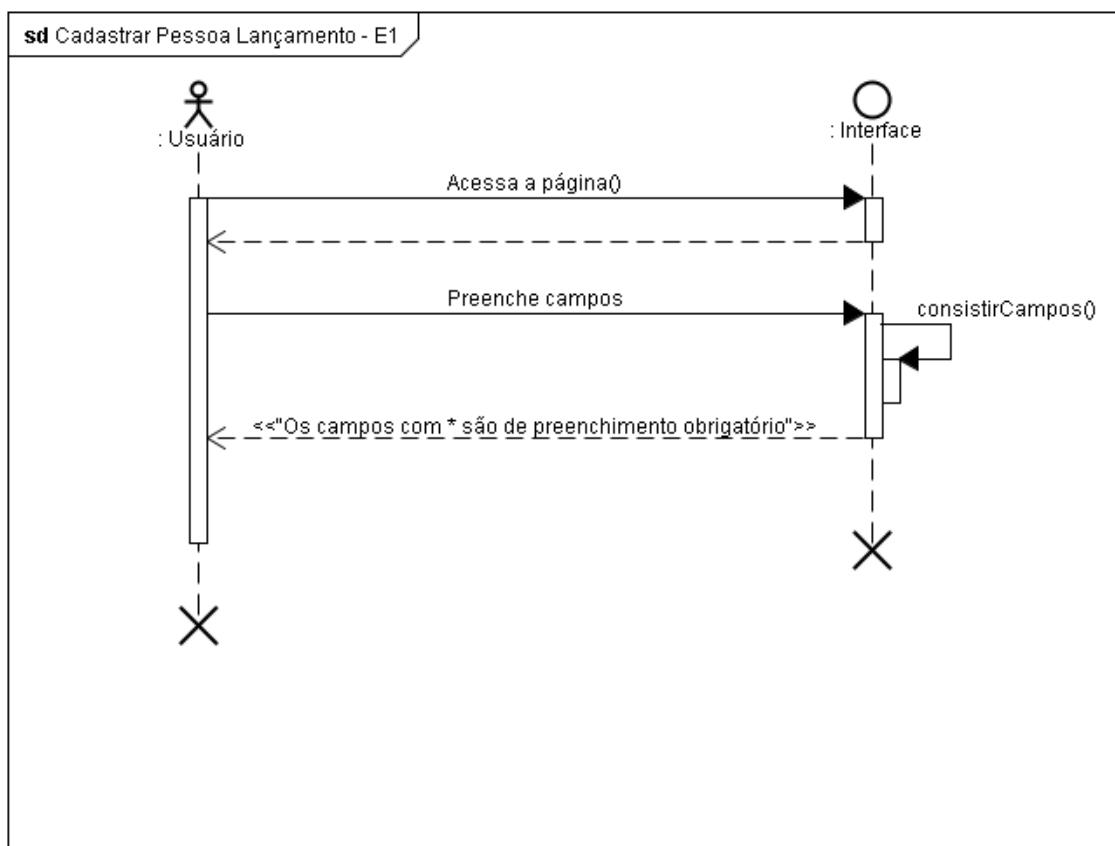 sd Cadastrar Pessoa Lançamento - E1
: Usuário
: Interface
Acessa a página()
Preenche campos
consistirCampos()
<<"Os campos com * são de preenchimento obrigatório">>